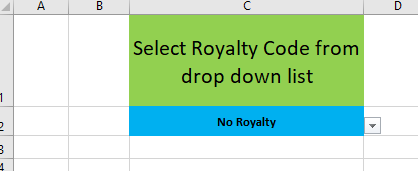 A B C D
1 Select Royalty Code from
drop down list
2 No Royalty
3
4